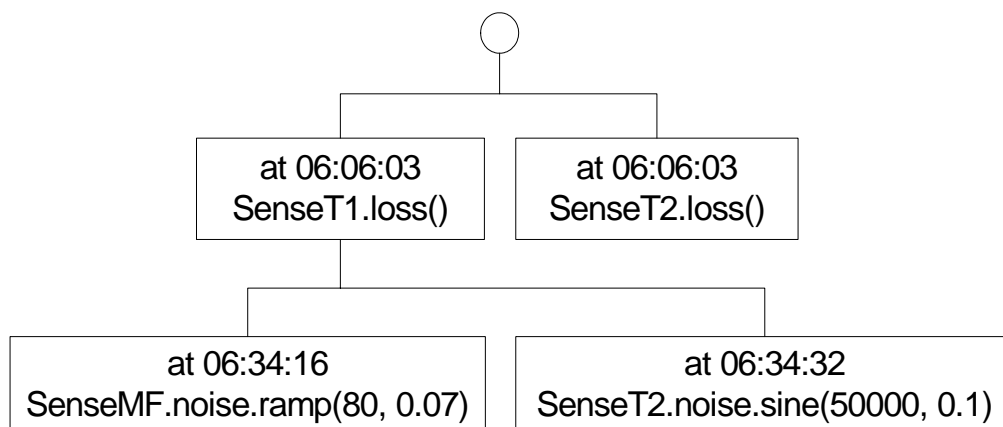 at 06:06:03
SenseT1.loss()
at 06:06:03
SenseT2.loss()
at 06:34:16
SenseMF.noise.ramp(80, 0.07)
at 06:34:32
SenseT2.noise.sine(50000, 0.1)